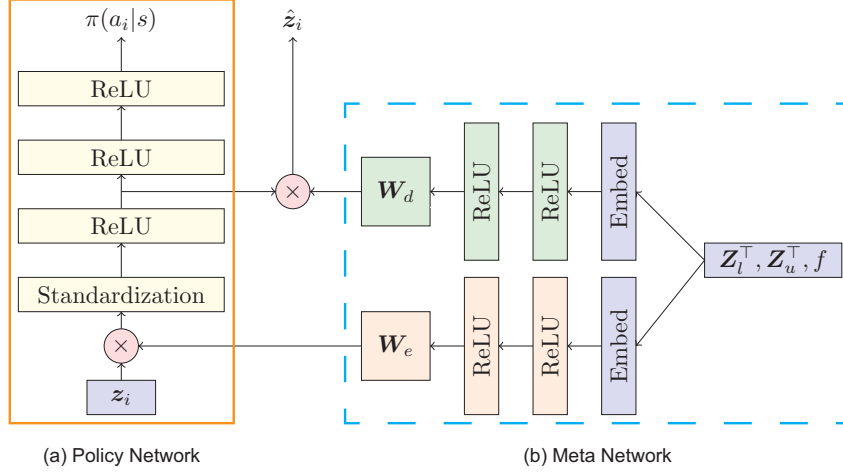 π(a_i|s)
ẑ_i
ReLU
ReLU
ReLU
Standardization
×
z_i
×
W_d
ReLU
ReLU
Embed
W_e
ReLU
ReLU
Embed
Z_l^⊤, Z_u^⊤, f
(a) Policy Network
(b) Meta Network